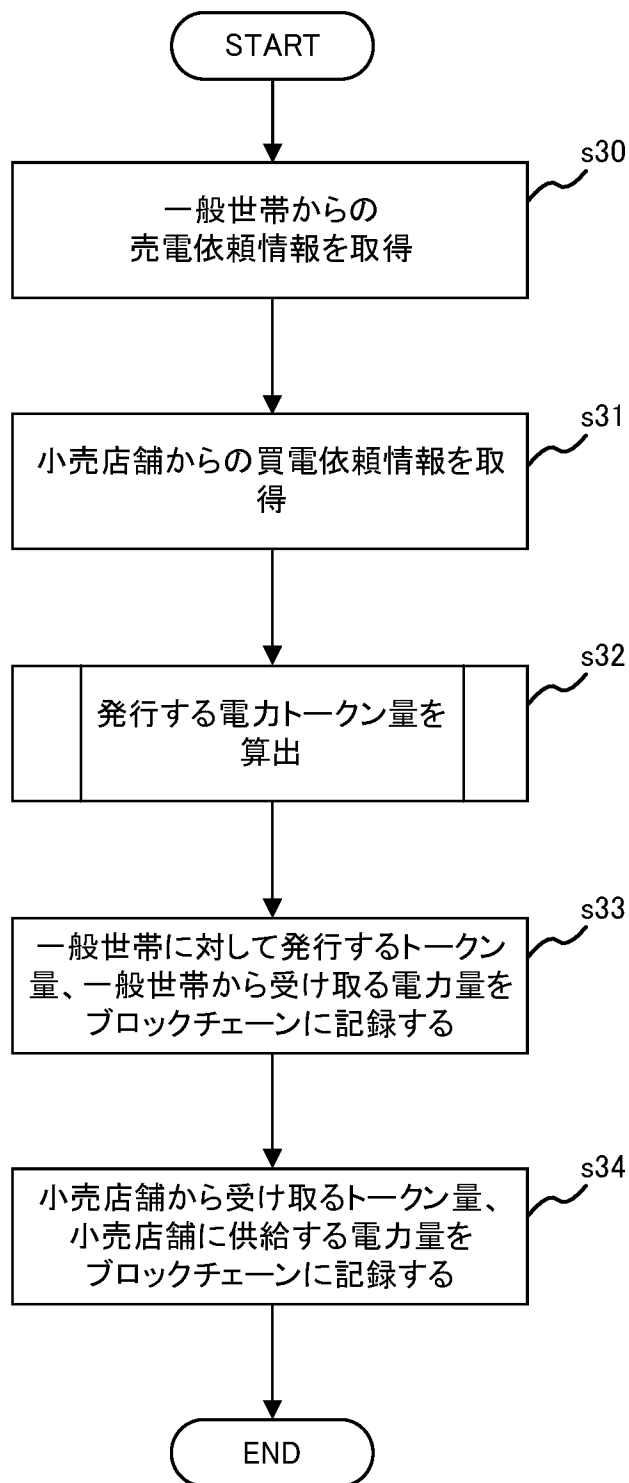 START
s30
一般世帯からの
売電依頼情報を取得
s31
小売店舗からの買電依頼情報を取
得
s32
発行する電力トークン量を
算出
s33
一般世帯に対して発行するトークン
量、一般世帯から受け取る電力量を
ブロックチェーンに記録する
s34
小売店舗から受け取るトークン量、
小売店舗に供給する電力量を
ブロックチェーンに記録する
END